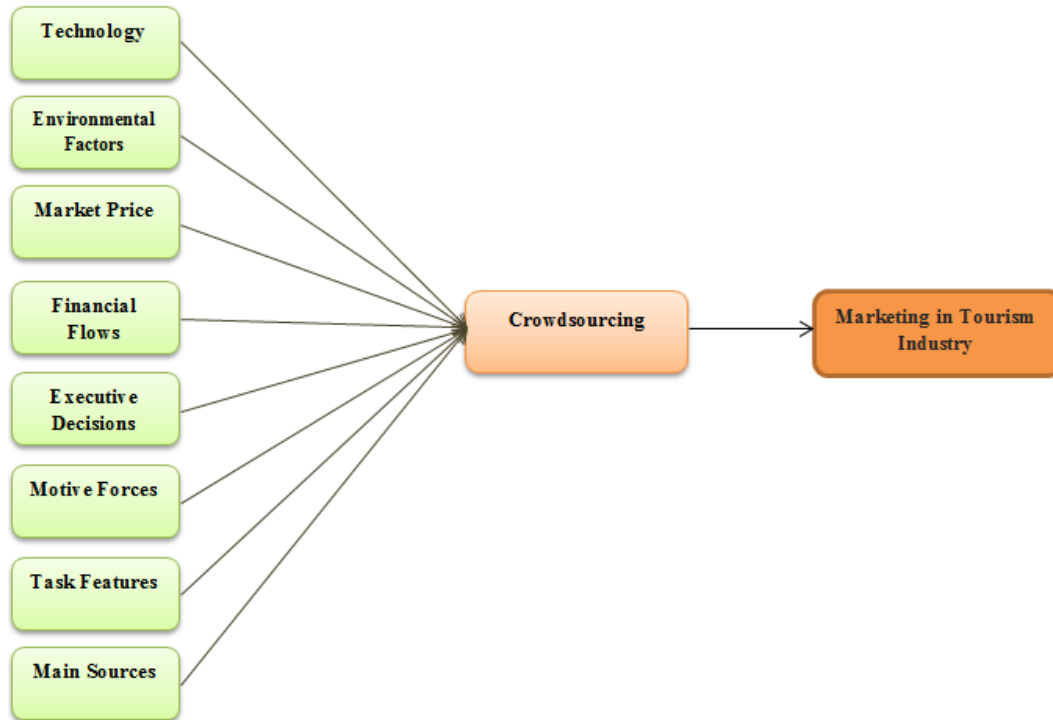 Technology
Environmental
Factors
Market Price
Financial
Flows
Executive
Decisions
Motive Forces
Task Features
Main Sources
Crowdsourcing
Marketing in Tourism
Industry